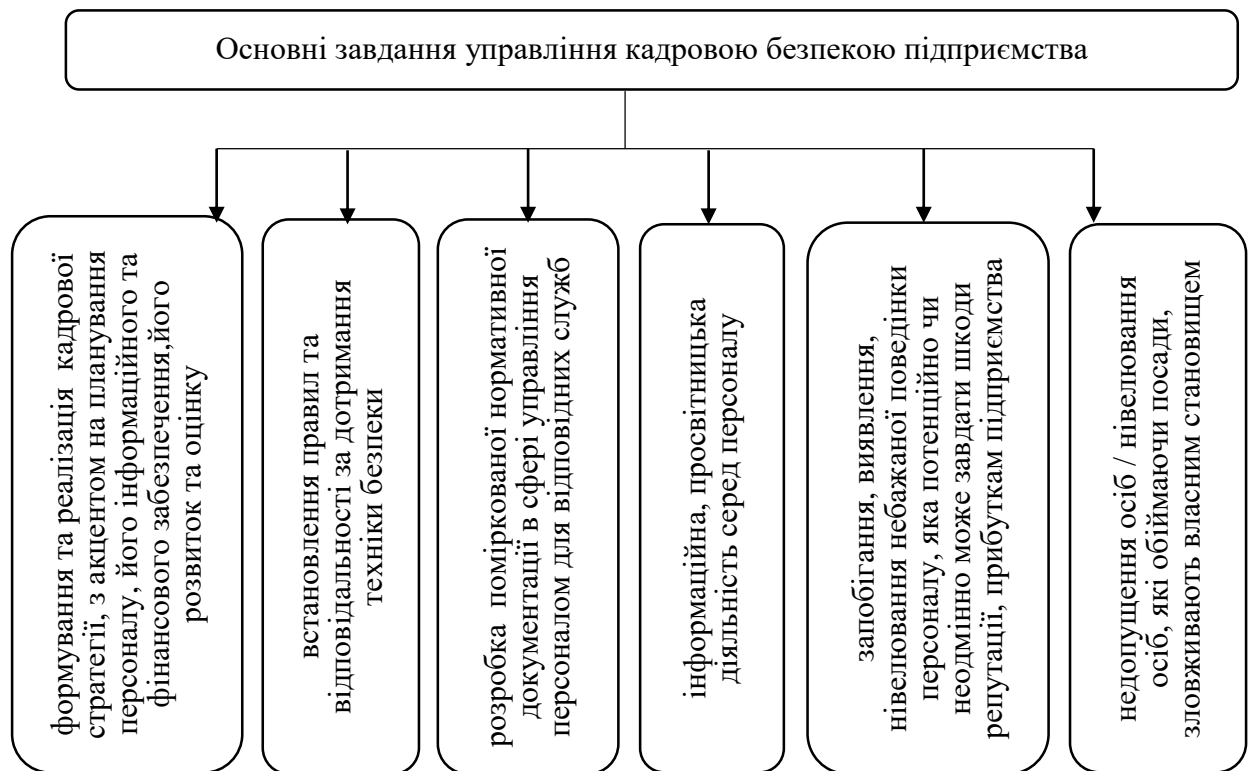 Основні завдання управління кадровою безпекою підприємства
формування та реалізація кадрової
стратегії, з акцентом на планування
персоналу, його інформаційного та
фінансового забезпечення,його
розвиток та оцінку
встановлення правил та
відповідальності за дотримання
техніки безпеки
розробка поміркованої нормативної
документації в сфері управління
персоналом для відповідних служб
інформаційна, просвітницька
діяльність серед персоналу
запобігання, виявлення,
нівелювання небажаної поведінки
персоналу, яка потенційно чи
неодмінно може завдати шкоди
репутації, прибуткам підприємства
недопущення осіб / нівелювання
осіб, які обіймаючи посади,
зловживають власним становищем